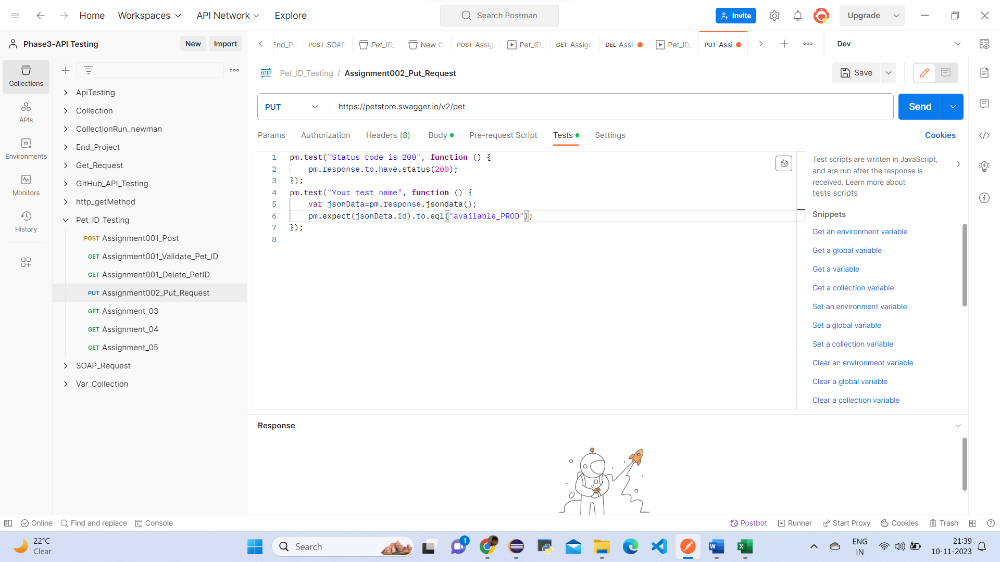 Home
Workspaces
API Network
Explore
Search Postman
Invite
Upgrade
Phase3-API Testing
New
Import
End_Pr
POST SOAP
Pet_ID_
New Co
POST Assig
Pet_ID_
GET Assign
DEL Assi
Pet_ID_
PUT Assi
Dev
Collections
APIs
Environments
Monitors
History
ApiTesting
Collection
CollectionRun_newman
End_Project
Get_Request
GitHub_API_Testing
http_getMethod
Pet_ID_Testing
POST Assignment001_Post
GET Assignment001_Validate_Pet_ID
GET Assignment001_Delete_PetID
PUT Assignment002_Put_Request
GET Assignment_03
GET Assignment_04
GET Assignment_05
SOAP_Request
Var_Collection
HTTP Pet_ID_Testing / Assignment002_Put_Request
Save
PUT
https://petstore.swagger.io/v2/pet
Send
Params
Authorization
Headers (8)
Body
Pre-request Script
Tests
Settings
Cookies
1 pm.test("Status code is 200", function () {
2 pm.response.to.have.status(200);
3 });
4 pm.test("Your test name", function () {
5 var jsonData=pm.response.jsondata();
6 pm.expect(jsonData.id).to.eql("available_PROD");
7 });
8
Test scripts are written in JavaScript,
and are run after the response is
received. Learn more about
tests scripts
Snippets
Get an environment variable
Get a global variable
Get a variable
Get a collection variable
Set an environment variable
Set a global variable
Set a collection variable
Clear an environment variable
Clear a global variable
Clear a collection variable
Response
Online
Find and replace
Console
Postbot
Runner
Start Proxy
Cookies
Trash
22°C
Clear
Search
1
ENG
IN
21:39
10-11-2023